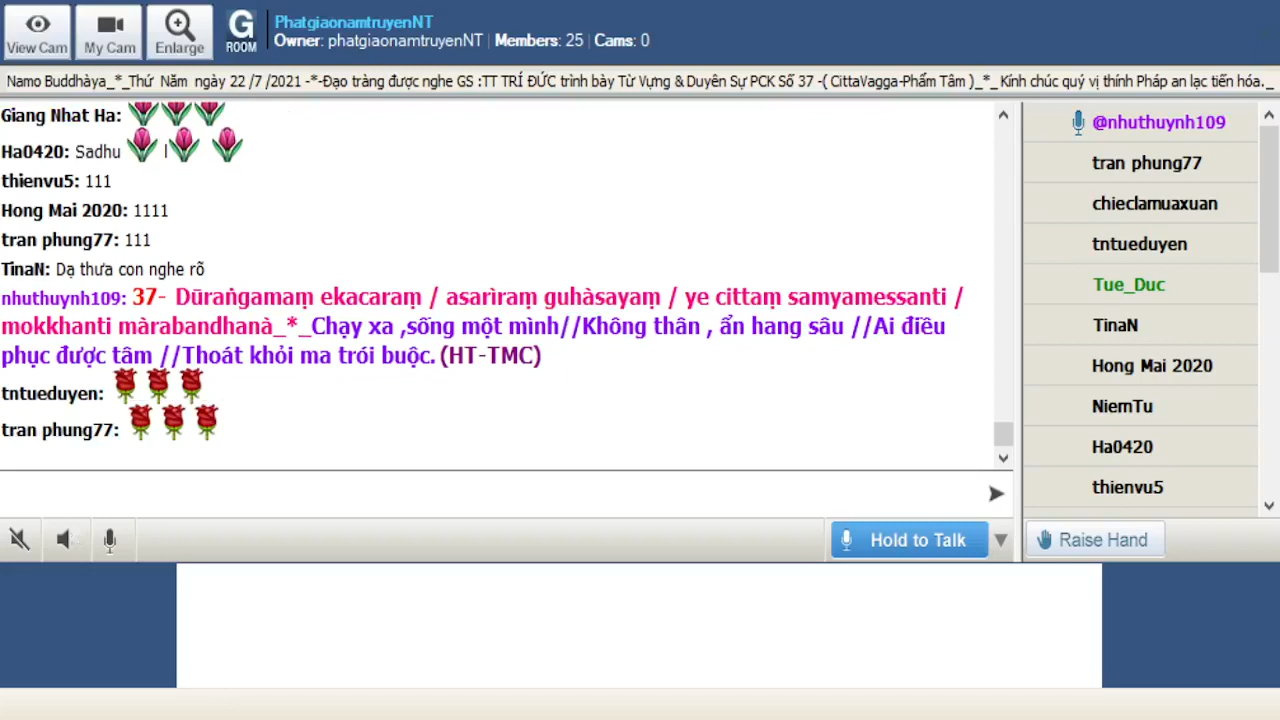 View Cam
My Cam
Enlarge
G
ROOM
PhatgiaonamtruyenNT
Owner: phatgiaonamtruyenNT | Members: 25 | Cams: 0
Namo Buddhàya_*_Thứ Năm ngày 22 /7 /2021 -*-Đạo tràng được nghe GS :TT TRÍ ĐỨC trình bày Từ Vựng & Duyên Sự PCK Số 37 -( CittaVagga-Phẩm Tâm )_*_ Kính chúc quý vị thính Pháp an lạc tiến hóa._
Giang Nhat Ha:
Ha0420: Sadhu l
thienvu5: 111
Hong Mai 2020: 1111
tran phung77: 111
TinaN: Dạ thưa con nghe rõ
nhuthuynh109: 37- Dūraṅgamaṃ ekacaraṃ / asarìraṃ guhàsayaṃ / ye cittaṃ samyamessanti /
mokkhanti màrabandhanà_*_Chạy xa ,sống một mình//Không thân , ẩn hang sâu //Ai điều
phục được tâm //Thoát khỏi ma trói buộc. (HT-TMC)
tntueduyen:
tran phung77:
@nhuthuynh109
tran phung77
chieclamuaxuan
tntueduyen
Tue_Duc
TinaN
Hong Mai 2020
NiemTu
Ha0420
thienvu5
Hold to Talk
Raise Hand